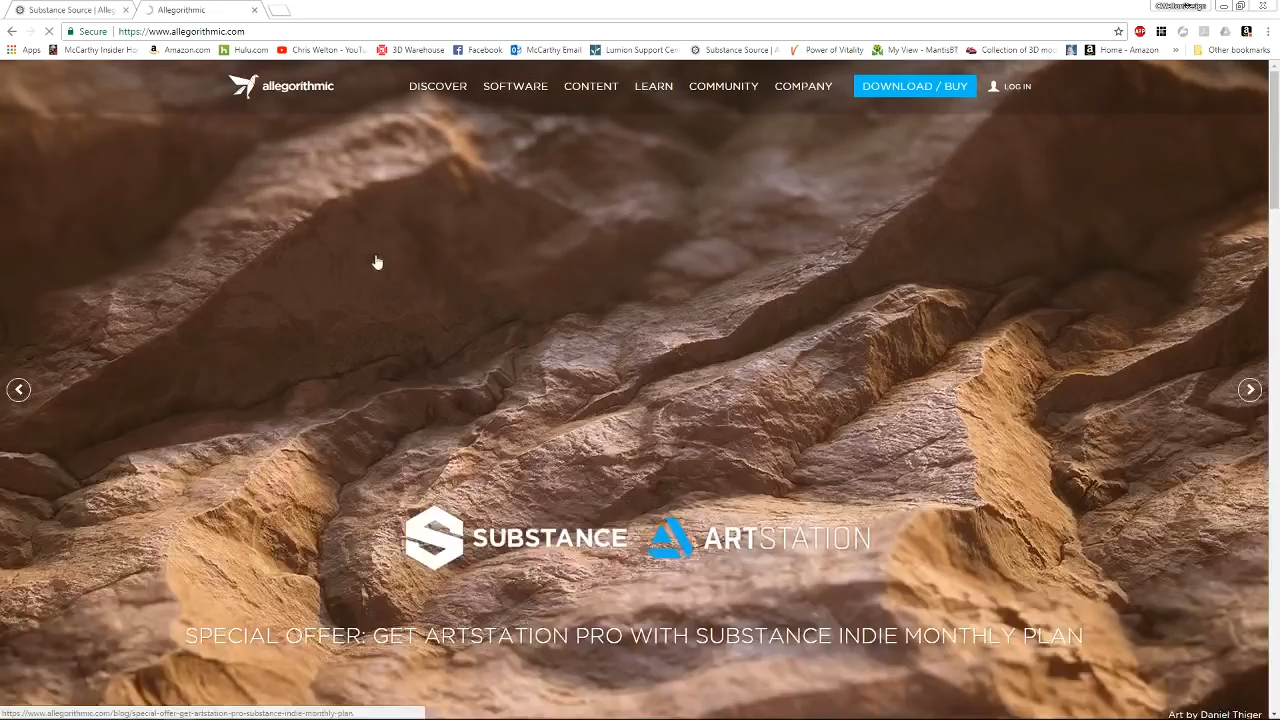 Substance Source | Alleg
Allegorithmic
CWeltonDesign
Secure
https://www.allegorithmic.com
Apps
McCarthy Insider Ho
Amazon.com
Hulu.com
Chris Welton - YouTu
3D Warehouse
Facebook
McCarthy Email
Lumion Support Cen
Substance Source | A
Power of Vitality
My View - MantisBT
Collection of 3D mo
Home - Amazon
»
Other bookmarks
allegorithmic
DISCOVER
SOFTWARE
CONTENT
LEARN
COMMUNITY
COMPANY
DOWNLOAD / BUY
LOG IN
SUBSTANCE
ARTSTATION
SPECIAL OFFER: GET ARTSTATION PRO WITH SUBSTANCE INDIE MONTHLY PLAN
https://www.allegorithmic.com/blog/special-offer-get-artstation-pro-substance-indie-monthly-plan
Art by Daniel Thiger